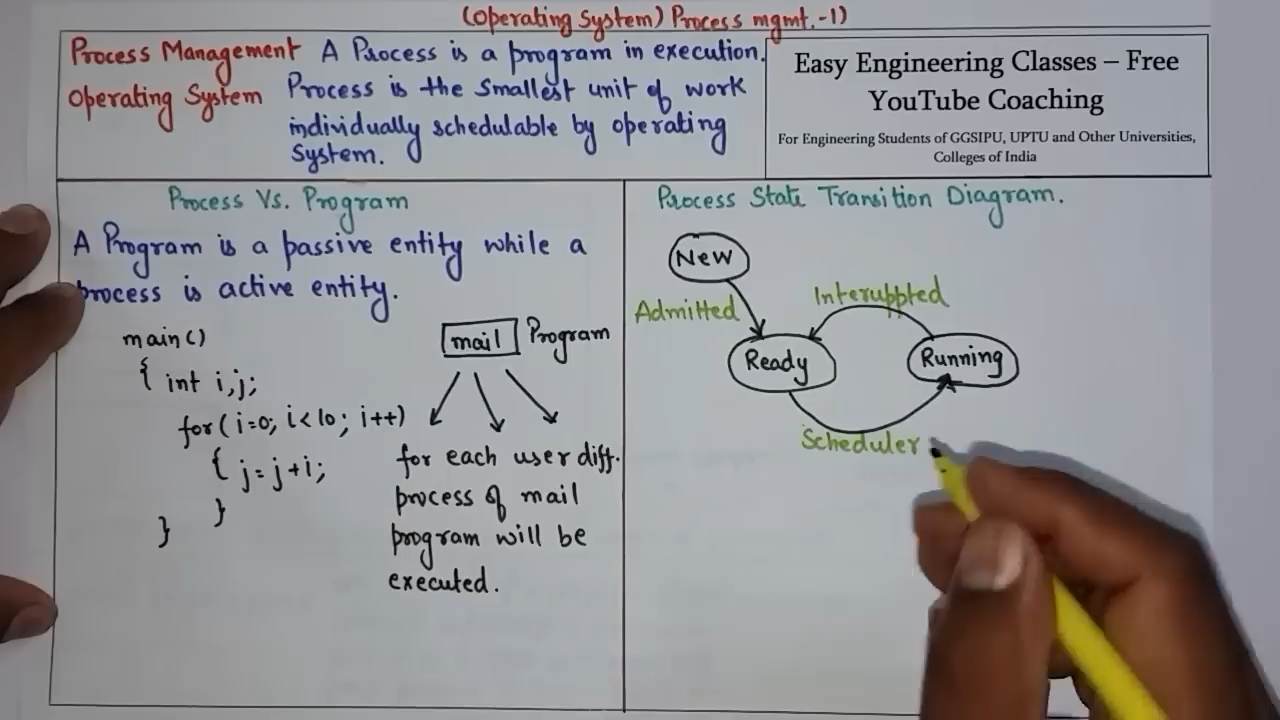 (Operating System) Process mgmt.-1)
Process Management
Operating System
A Process is a program in execution.
Process is the smallest unit of work
individually schedulable by operating
System.
Easy Engineering Classes – Free
YouTube Coaching
For Engineering Students of GGSIPU, UPTU and Other Universities,
Colleges of India
Process Vs. Program
A Program is a passive entity while a
process is active entity.
main()
{ int i,j;
for(i=0; i<10; i++)
{ j=j+i;
}
}
mail Program
for each user diff.
process of mail
program will be
executed.
Process State Transition Diagram.
New
Admitted
Interuppted
Ready
Running
Scheduler